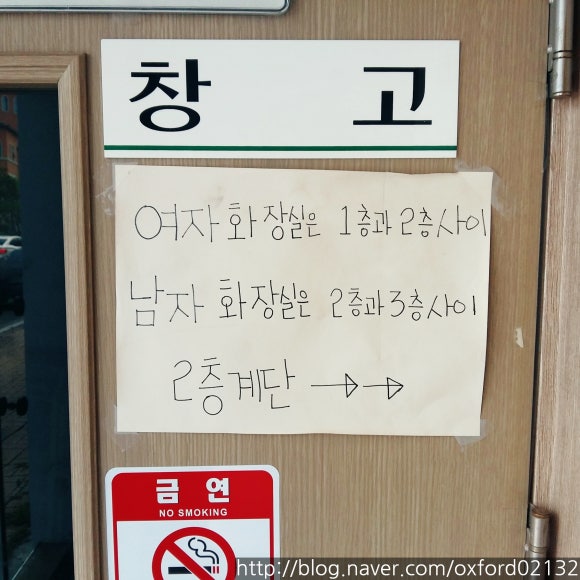 창 고
여자 화장실은 1층과 2층 사이
남자 화장실은 2층과 3층 사이
2층계단 →→
금 연
NO SMOKING
http://blog.naver.com/oxford02132